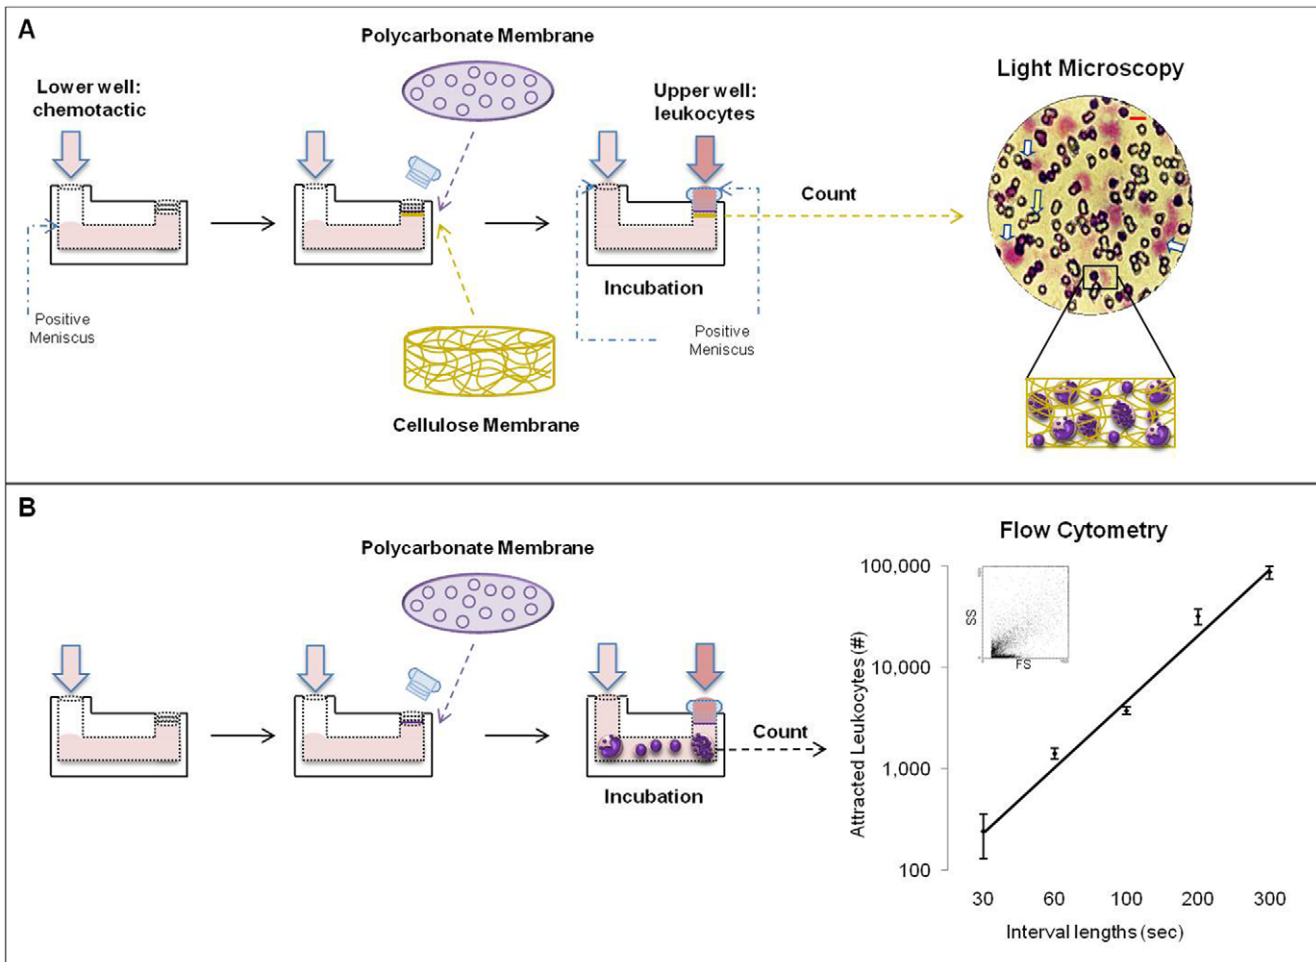 A
Polycarbonate Membrane
Lower well:
chemotactic
Upper well:
leukocytes
Light Microscopy
Count
Incubation
Positive
Meniscus
Positive
Meniscus
Cellulose Membrane
B
Polycarbonate Membrane
Flow Cytometry
Count
Incubation
Attracted Leukocytes (#)
100,000
10,000
1,000
100
SS
FS
30
60
100
200
300
Interval lengths (sec)